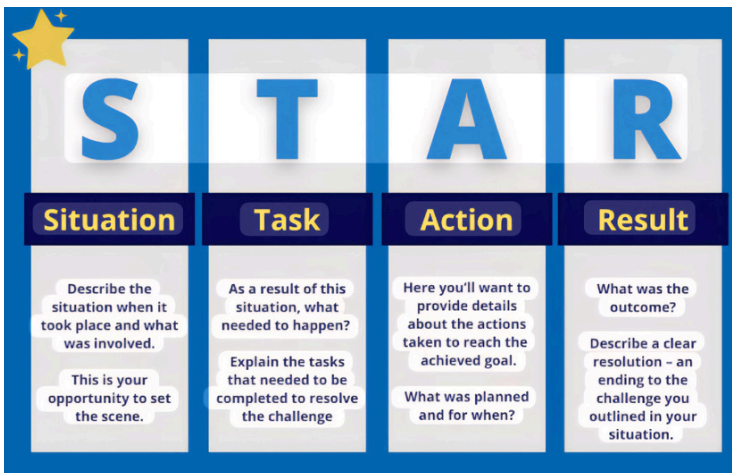 S T A R
Situation Task Action Result
Describe the
situation when it
took place and what
was involved.
This is your
opportunity to set
the scene.
As a result of this
situation, what
needed to happen?
Explain the tasks
that needed to be
completed to resolve
the challenge
Here you'll want to
provide details
about the actions
taken to reach the
achieved goal.
What was planned
and for when?
What was the
outcome?
Describe a clear
resolution – an
ending to the
challenge you
outlined in your
situation.